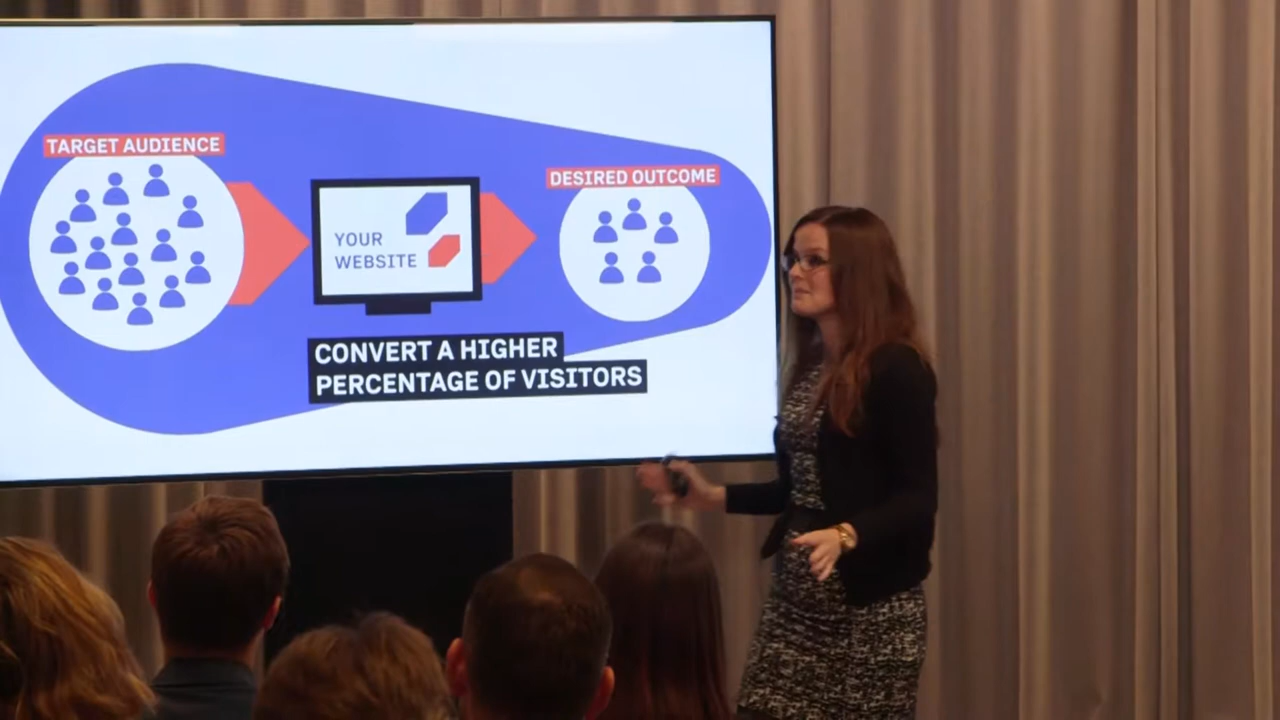 TARGET AUDIENCE
YOUR
WEBSITE
DESIRED OUTCOME
CONVERT A HIGHER
PERCENTAGE OF VISITORS